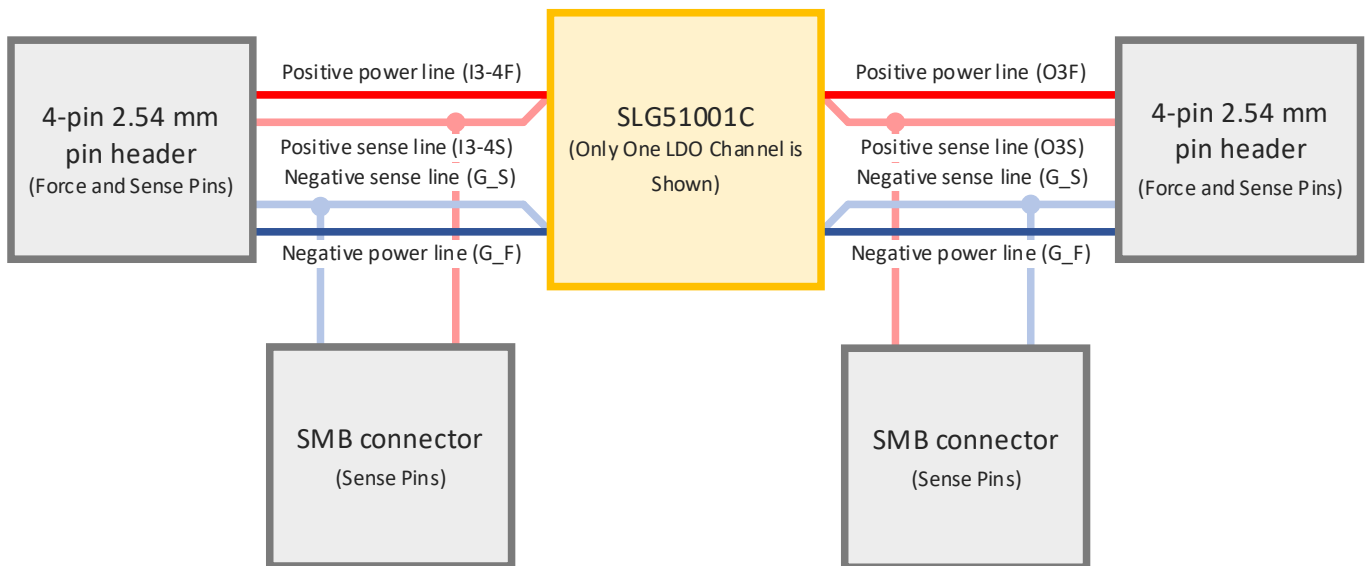 4-pin 2.54 mm
pin header
(Force and Sense Pins)
Positive power line (I3-4F)
Positive sense line (I3-4S)
Negative sense line (G_S)
Negative power line (G_F)
SLG51001C
(Only One LDO Channel is
Shown)
Positive power line (O3F)
Positive sense line (O3S)
Negative sense line (G_S)
Negative power line (G_F)
4-pin 2.54 mm
pin header
(Force and Sense Pins)
SMB connector
(Sense Pins)
SMB connector
(Sense Pins)